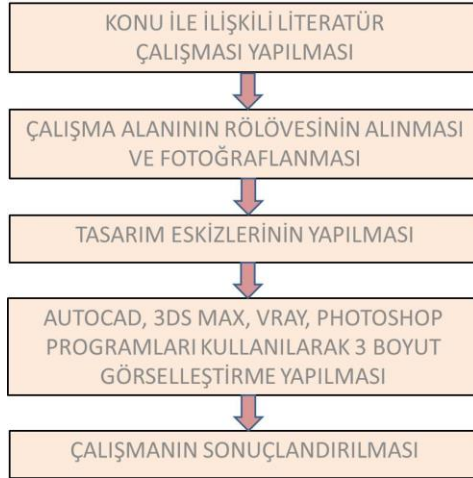 KONU İLE İLİŞKİLİ LİTERATÜR
ÇALIŞMASI YAPILMASI
ÇALIŞMA ALANININ RÖLÖVESİNİN ALINMASI
VE FOTOĞRAFLANMASI
TASARIM ESKİZLERİNİN YAPILMASI
AUTOCAD, 3DS MAX, VRAY, PHOTOSHOP
PROGRAMLARI KULLANILARAK 3 BOYUT
GÖRSELLEŞTİRME YAPILMASI
ÇALIŞMANIN SONUÇLANDIRILMASI